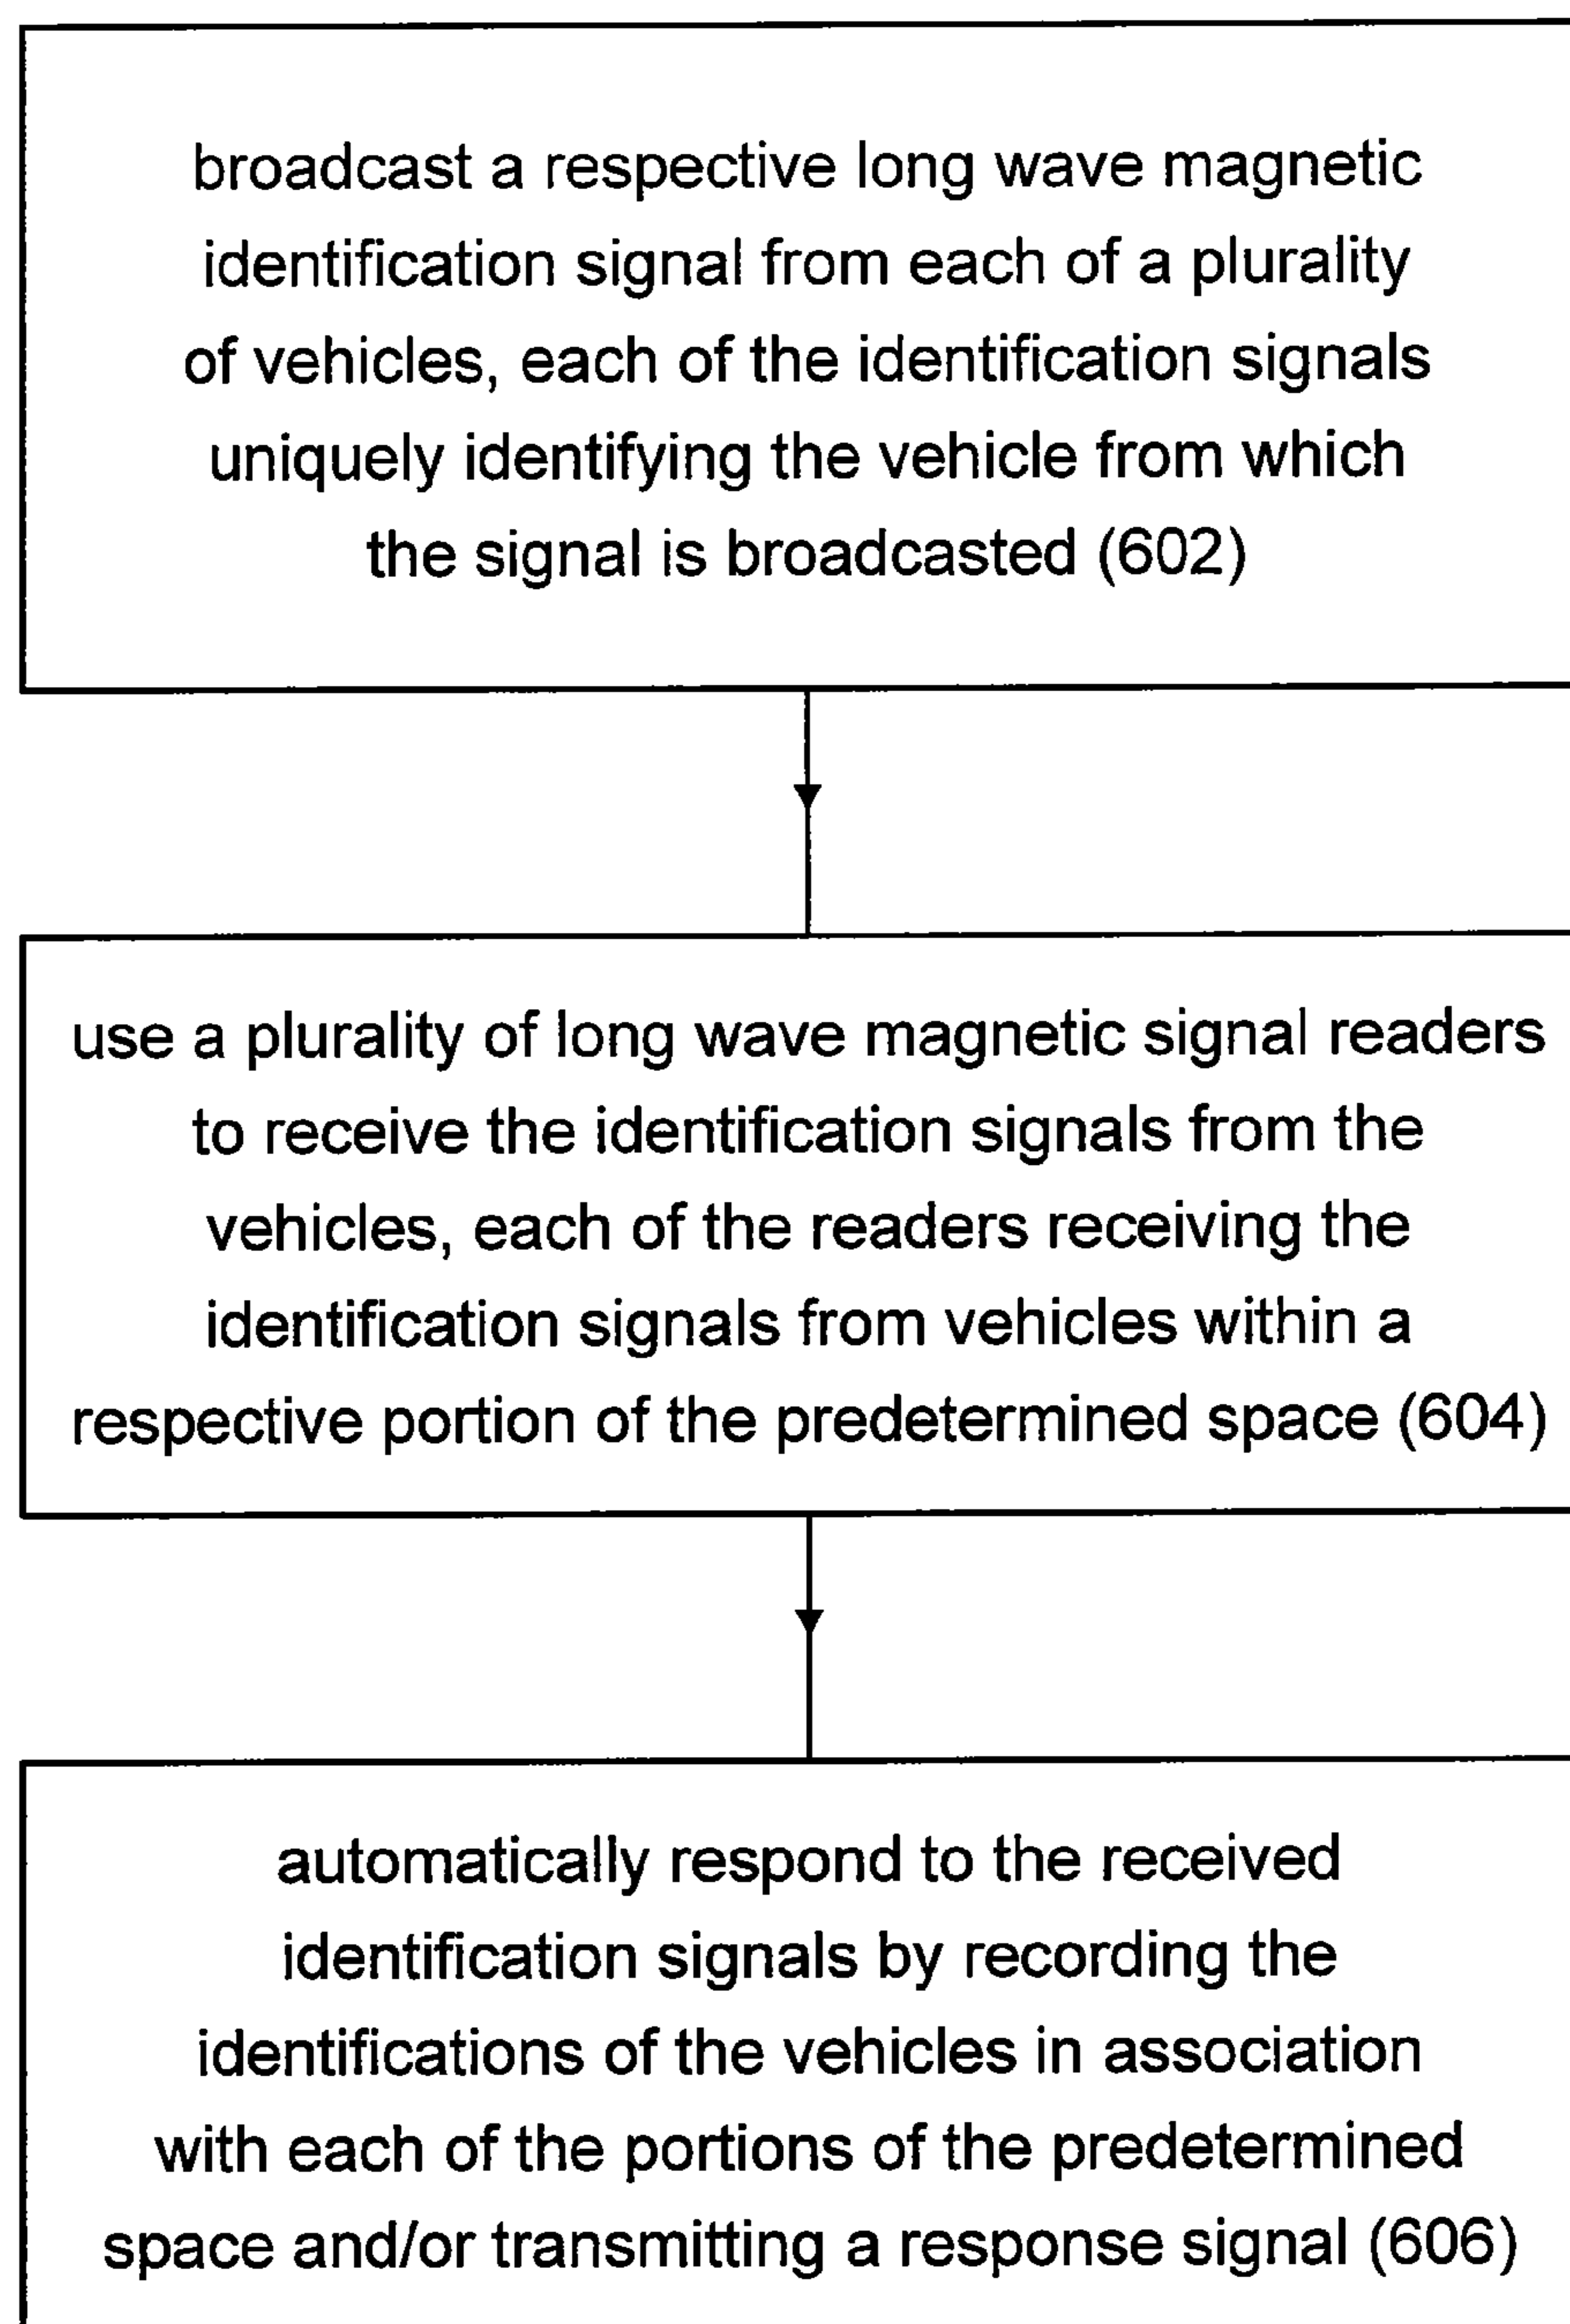 broadcast a respective long wave magnetic
identification signal from each of a plurality
of vehicles, each of the identification signals
uniquely identifying the vehicle from which
the signal is broadcasted (602)
use a plurality of long wave magnetic signal readers
to receive the identification signals from the
vehicles, each of the readers receiving the
identification signals from vehicles within a
respective portion of the predetermined space (604)
automatically respond to the received
identification signals by recording the
identifications of the vehicles in association
with each of the portions of the predetermined
space and/or transmitting a response signal (606)